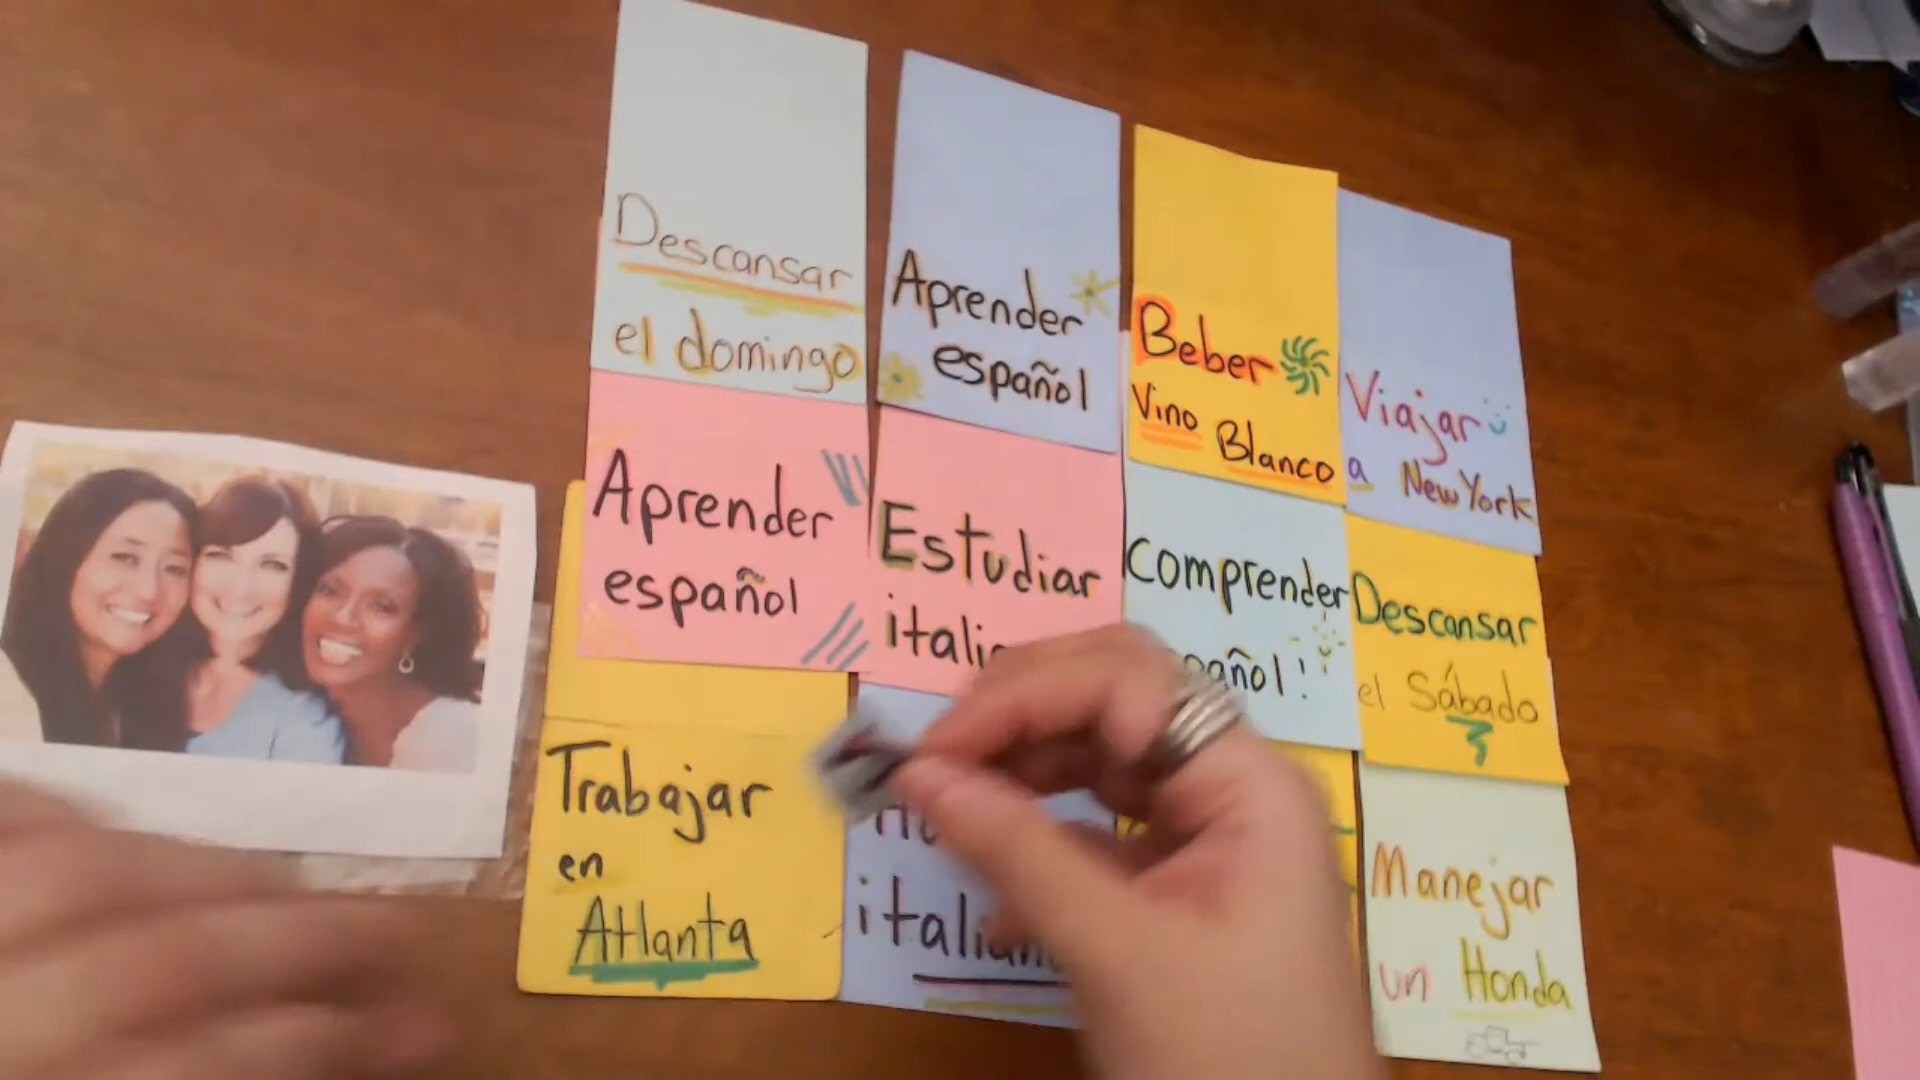 Descansar
el domingo
Aprender
español
Beber
Vino Blanco
Viajar
a New York
Aprender
español
Estudiar
Comprender
Descansar
el Sábado
Trabajar
en
Atlanta
Manejar
un Honda